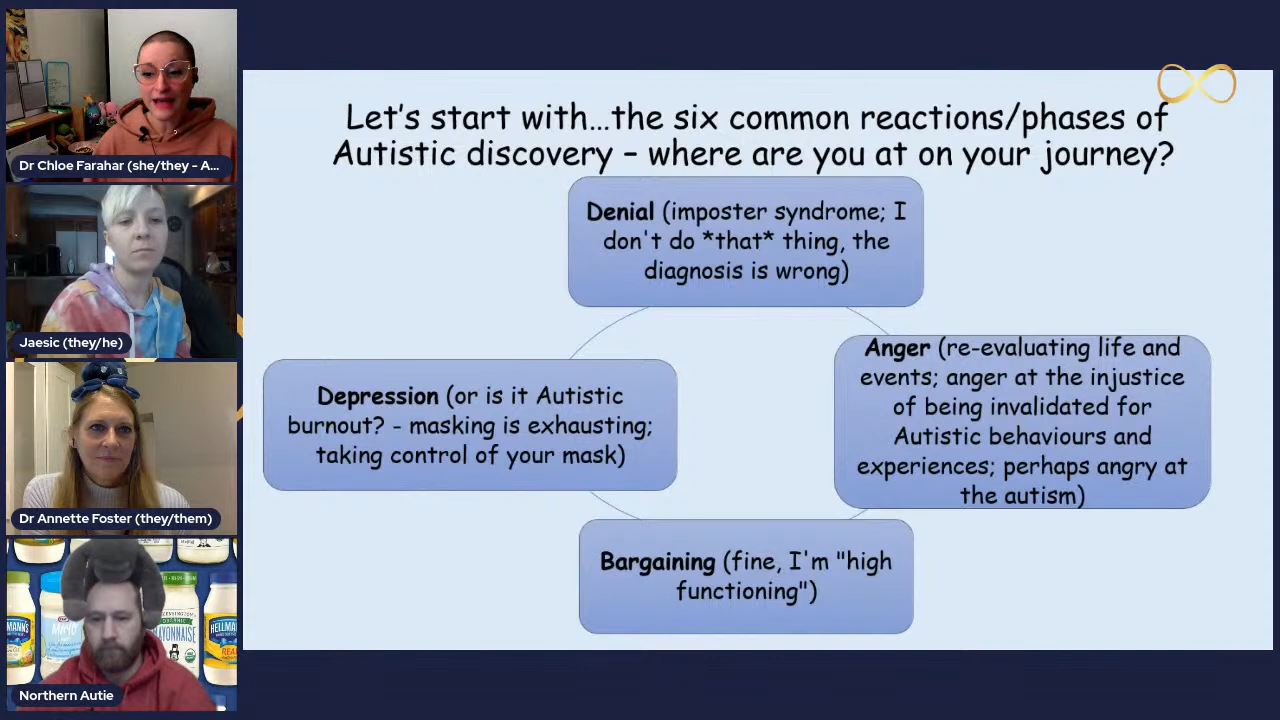 Let's start with...the six common reactions/phases of
Autistic discovery – where are you at on your journey?
Denial (imposter syndrome; I
don't do *that* thing, the
diagnosis is wrong)
Anger (re-evaluating life and
events; anger at the injustice
of being invalidated for
Autistic behaviours and
experiences; perhaps angry at
the autism)
Bargaining (fine, I'm "high
functioning")
Depression (or is it Autistic
burnout? - masking is exhausting;
taking control of your mask)
Dr Chloe Farahar (she/they - A...
Jaesic (they/he)
Dr Annette Foster (they/them)
Northern Autie
MAYO
MAYONNAISE
HELLMANN'S
REAL